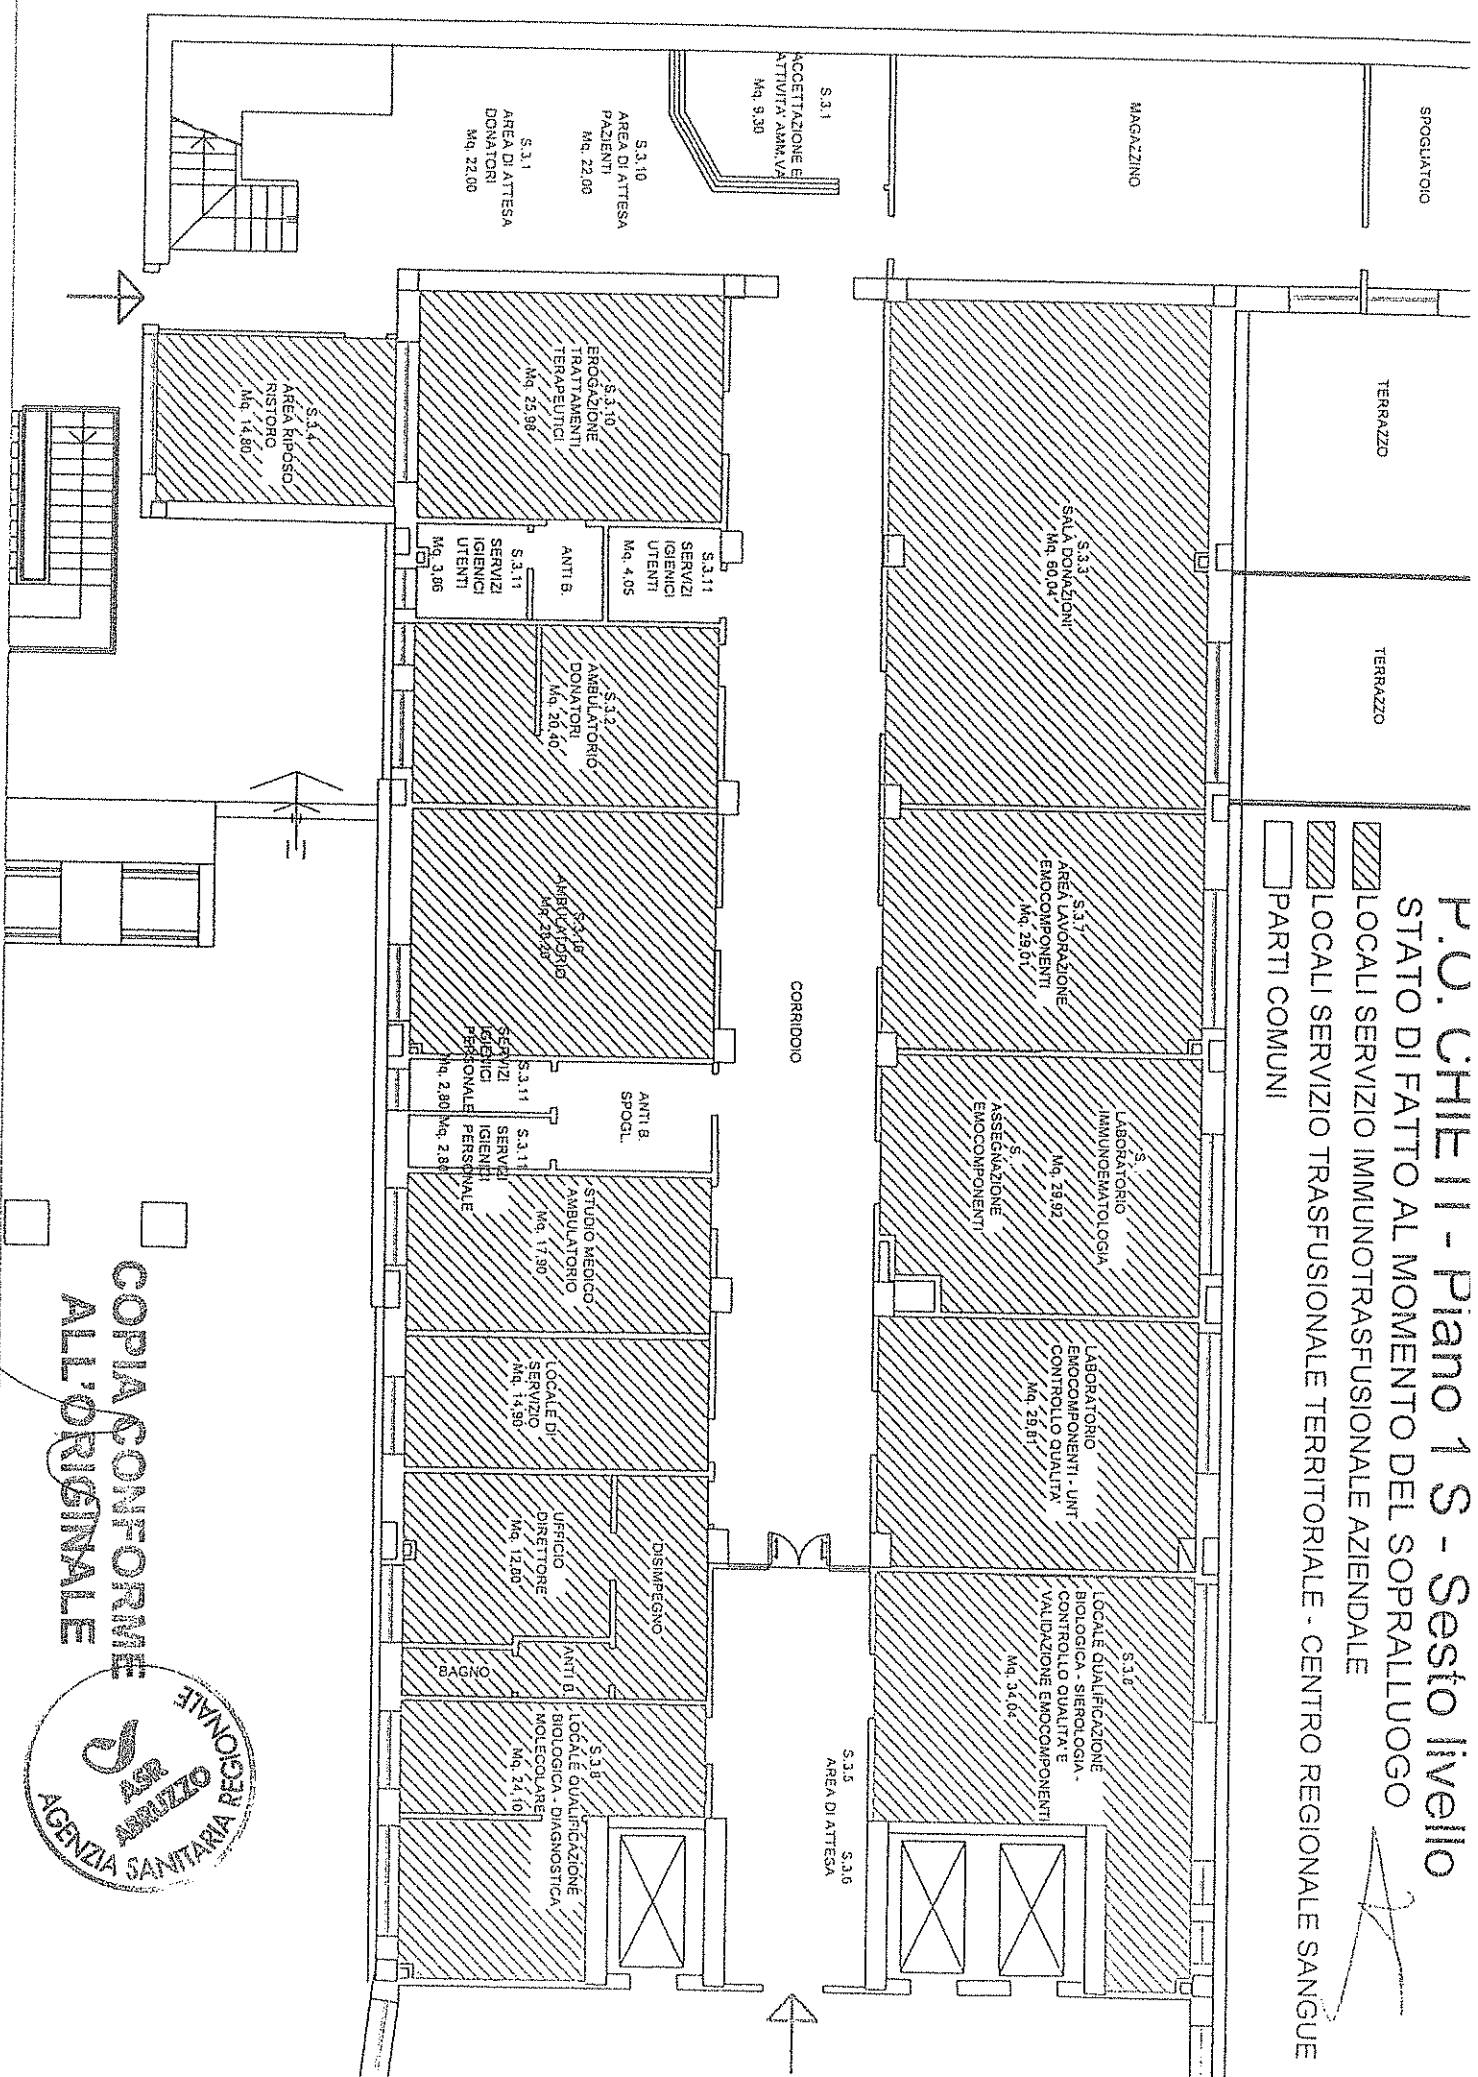 P.O. CHIETI - Piano 1 S - Sesto livello
STATO DI FATTO AL MOMENTO DEL SOPRALLUOGO
LOCALI SERVIZIO IMMUNOTRASFUSIONALE AZIENDALE
LOCALI SERVIZIO TRASFUSIONALE TERRITORIALE - CENTRO REGIONALE SANGUE
PARTI COMUNI
SPOGLIATOIO
TERRAZZO
TERRAZZO
MAGAZZINO
S.3.1
ACCETTAZIONE E
ATTIVITA' AMM.VA
Mq. 9,30
S.3.10
AREA DI ATTESA
PAZIENTI
Mq. 22,00
S.3.1
AREA DI ATTESA
DONATORI
Mq. 22,00
S.3.3
SALA DONAZIONI
Mq. 60,04
S.3.7
AREA LAVORAZIONE
EMOCOMPONENTI
Mq. 29,01
S.
LABORATORIO
IMMUNOEMATOLOGIA
Mq. 29,92
S.
ASSEGNAZIONE
EMOCOMPONENTI
LABORATORIO
EMOCOMPONENTI - UNT
CONTROLLO QUALITA'
Mq. 29,81
S.3.8
LOCALE QUALIFICAZIONE
BIOLOGICA - SIEROLOGIA -
CONTROLLO QUALITA' E
VALIDAZIONE EMOCOMPONENTI
Mq. 34,04
CORRIDOIO
S.3.5 S.3.6
AREA DI ATTESA
S.3.10
EROGAZIONE
TRATTAMENTI
TERAPEUTICI
Mq. 25,98
S.3.11
SERVIZI
IGIENICI
UTENTI
Mq. 4,05
ANTI B.
S.3.11
SERVIZI
IGIENICI
UTENTI
Mq. 3,86
S.3.2
AMBULATORIO
DONATORI
Mq. 20,40
S.3.10
AMBULATORIO
ANTI B.
SPOGL.
S.3.11
SERVIZI
IGIENICI
PERSONALE
Mq. 2,80
S.3.11
SERVIZI
IGIENICI
PERSONALE
Mq. 2,80
STUDIO MEDICO
AMBULATORIO
Mq. 17,90
LOCALE DI
SERVIZIO
Mq. 14,90
DISIMPEGNO
UFFICIO
DIRETTORE
Mq. 12,80
ANTI B.
BAGNO
S.3.8
LOCALE QUALIFICAZIONE
BIOLOGICA - DIAGNOSTICA
MOLECOLARE
Mq. 24,10
S.3.4
AREA RIPOSO
RISTORO
Mq. 14,80
COPIA CONFORME
ALL'ORIGINALE
AGENZIA SANITARIA REGIONALE
ASR
ABRUZZO